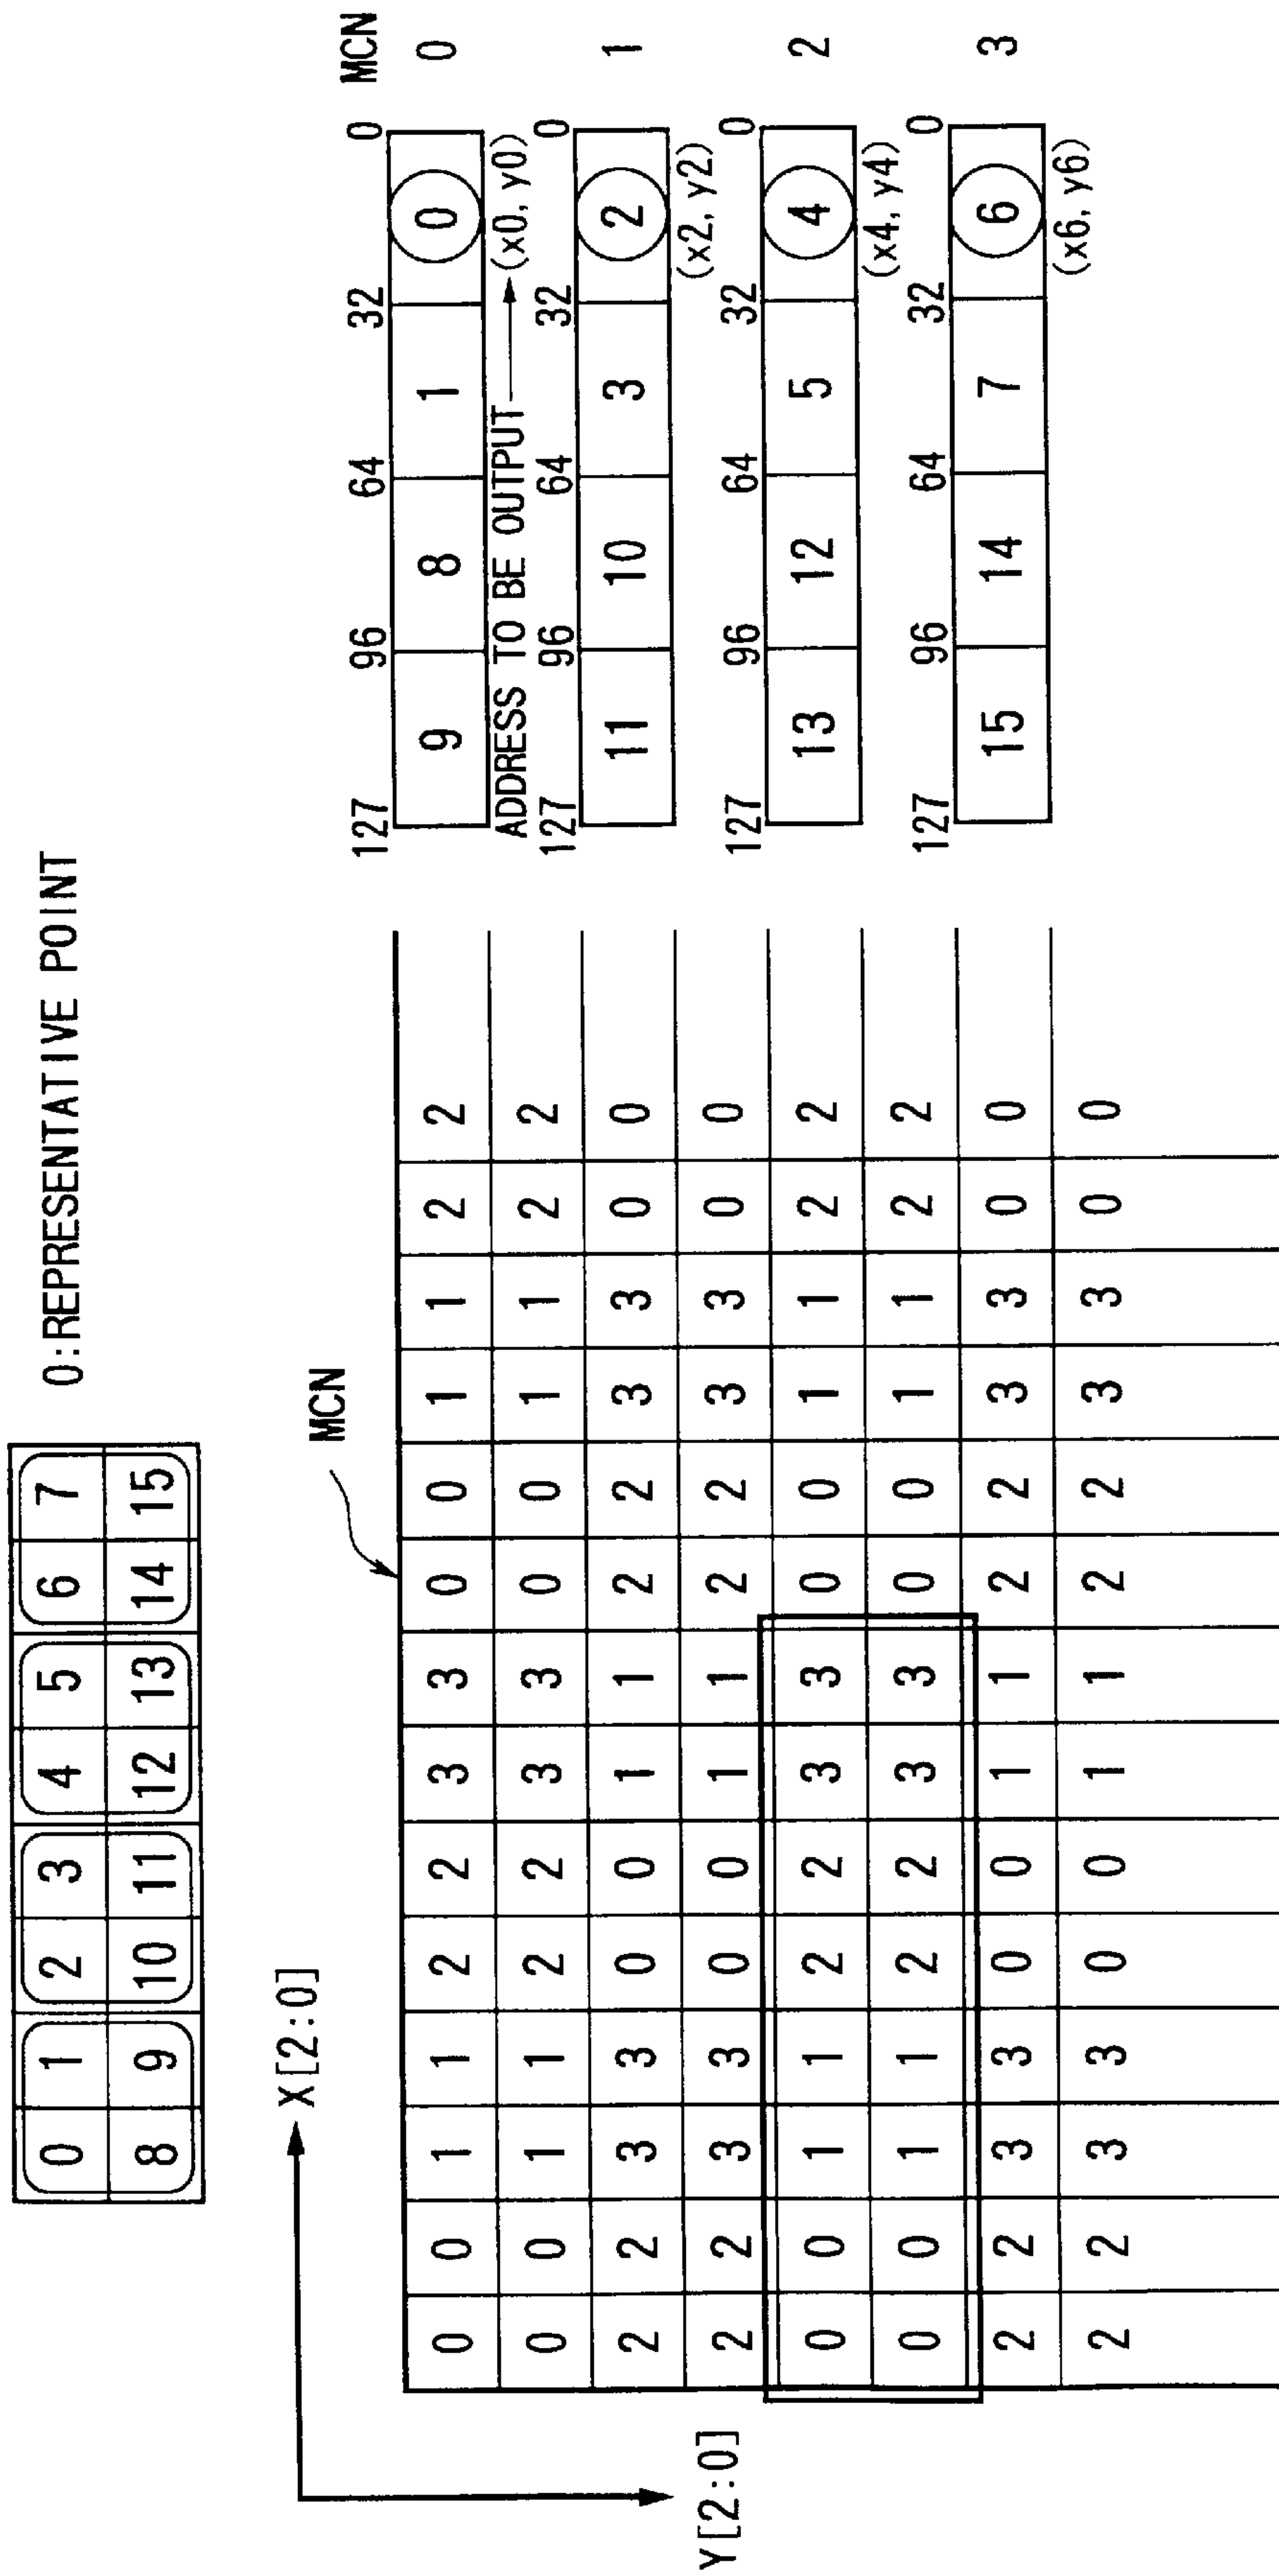 0:REPRESENTATIVE POINT
0 1 2 3 4 5 6 7
8 9 10 11 12 13 14 15
X[2:0]
Y[2:0]
MCN
0 0 1 1 2 2 3 3 0 0 1 1 2 2
0 0 1 1 2 2 3 3 0 0 1 1 2 2
2 2 3 3 0 0 1 1 2 2 3 3 0 0
2 2 3 3 0 0 1 1 2 2 3 3 0 0
0 0 1 1 2 2 3 3 0 0 1 1 2 2
0 0 1 1 2 2 3 3 0 0 1 1 2 2
2 2 3 3 0 0 1 1 2 2 3 3 0 0
2 2 3 3 0 0 1 1 2 2 3 3 0 0
127 96 64 32 0 MCN
9 8 1 0 0
ADDRESS TO BE OUTPUT (x0, y0)
127 96 64 32 0
11 10 3 2 1
(x2, y2)
127 96 64 32 0
13 12 5 4 2
(x4, y4)
127 96 64 32 0
15 14 7 6 3
(x6, y6)